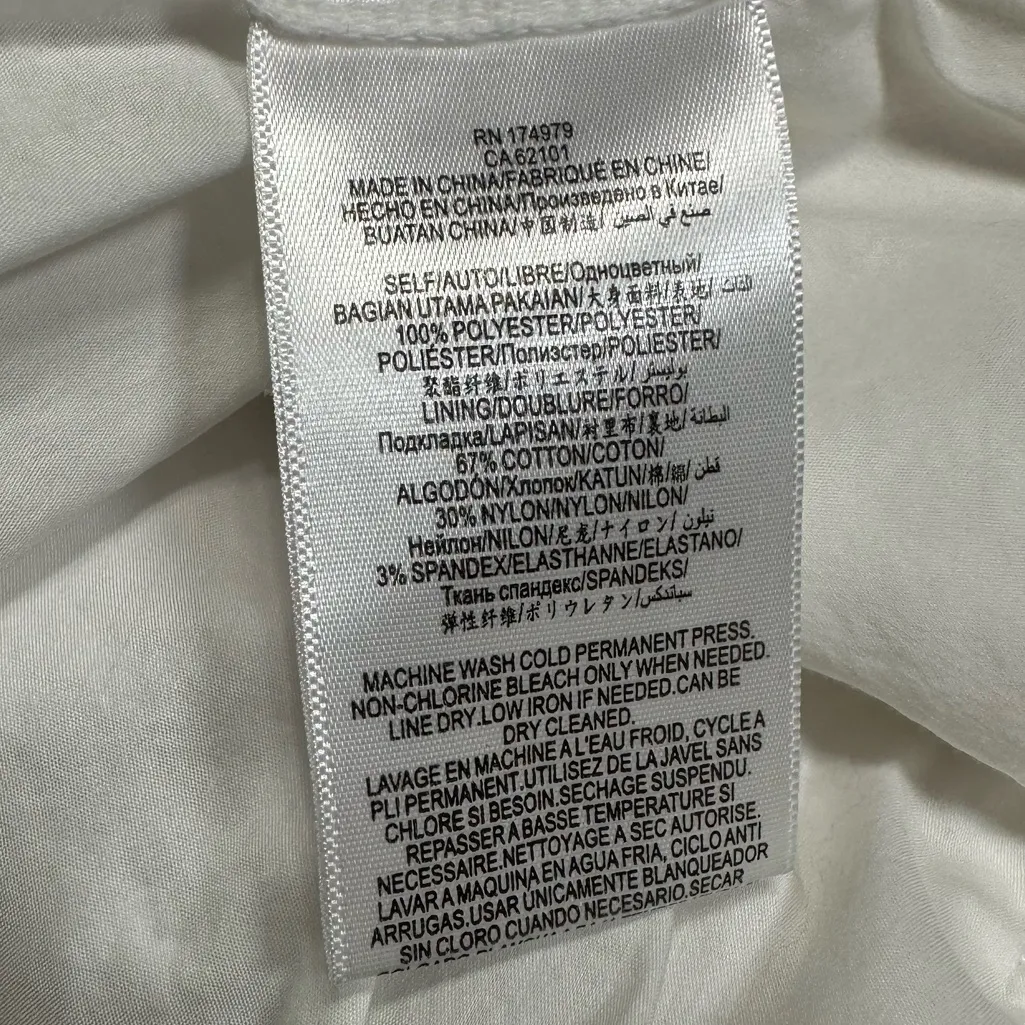 RN 174979
CA 62101
MADE IN CHINA/FABRIQUE EN CHINE/
HECHO EN CHINA/Произведено в Китае/
BUATAN CHINA/中国制造/ صنع في الصين
SELF/AUTO/LIBRE/Одноцветный/
BAGIAN UTAMA PAKAIAN/大身面料/表地/ الذات
100% POLYESTER/POLYESTER/
POLIÉSTER/Полиэстер/POLIESTER/
聚酯纤维/ポリエステル/ بوليستر
LINING/DOUBLURE/FORRO/
Подкладка/LAPISAN/衬里布/裏地/ البطانة
67% COTTON/COTON/
ALGODÓN/Хлопок/KATUN/棉/綿/ قطن
30% NYLON/NYLON/NILON/
Нейлон/NILON/尼龙/ナイロン/ نيلون
3% SPANDEX/ELASTHANNE/ELASTANO/
Ткань спандекс/SPANDEKS/
弹性纤维/ポリウレタン/ سباندكس
MACHINE WASH COLD PERMANENT PRESS.
NON-CHLORINE BLEACH ONLY WHEN NEEDED.
LINE DRY.LOW IRON IF NEEDED.CAN BE
DRY CLEANED.
LAVAGE EN MACHINE A L'EAU FROID, CYCLE A
PLI PERMANENT.UTILISEZ DE LA JAVEL SANS
CHLORE SI BESOIN.SECHAGE SUSPENDU.
REPASSER A BASSE TEMPERATURE SI
NECESSAIRE.NETTOYAGE A SEC AUTORISE.
LAVAR A MAQUINA EN AGUA FRIA, CICLO ANTI
ARRUGAS.USAR ÚNICAMENTE BLANQUEADOR
SIN CLORO CUANDO NECESARIO.SECAR